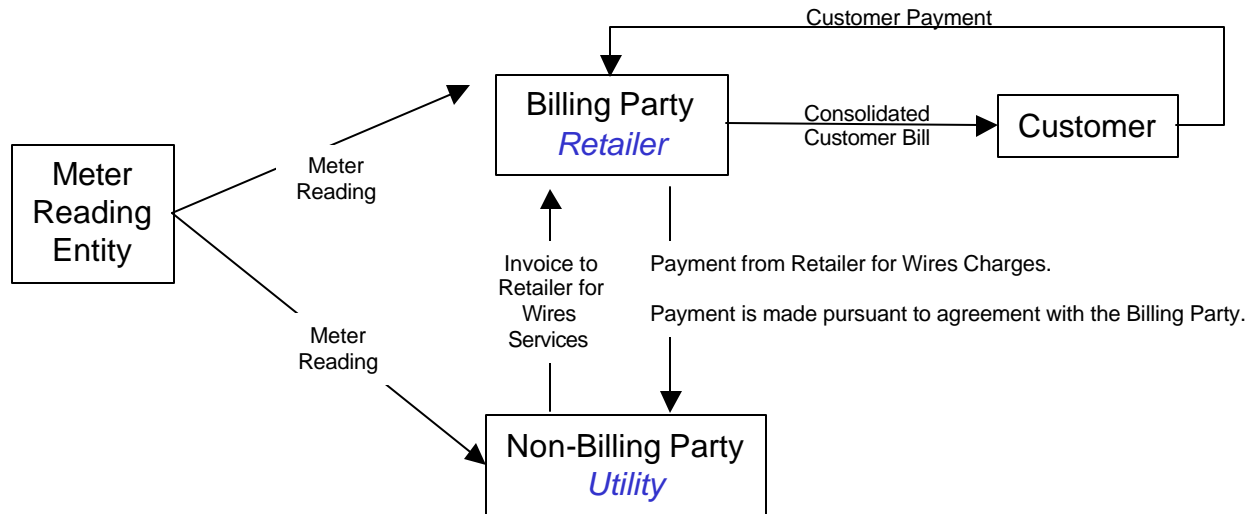 Customer Payment
Billing Party
Retailer
Consolidated
Customer Bill
Customer
Meter
Reading
Entity
Meter
Reading
Invoice to
Retailer for
Wires
Services
Payment from Retailer for Wires Charges.
Payment is made pursuant to agreement with the Billing Party.
Meter
Reading
Non-Billing Party
Utility